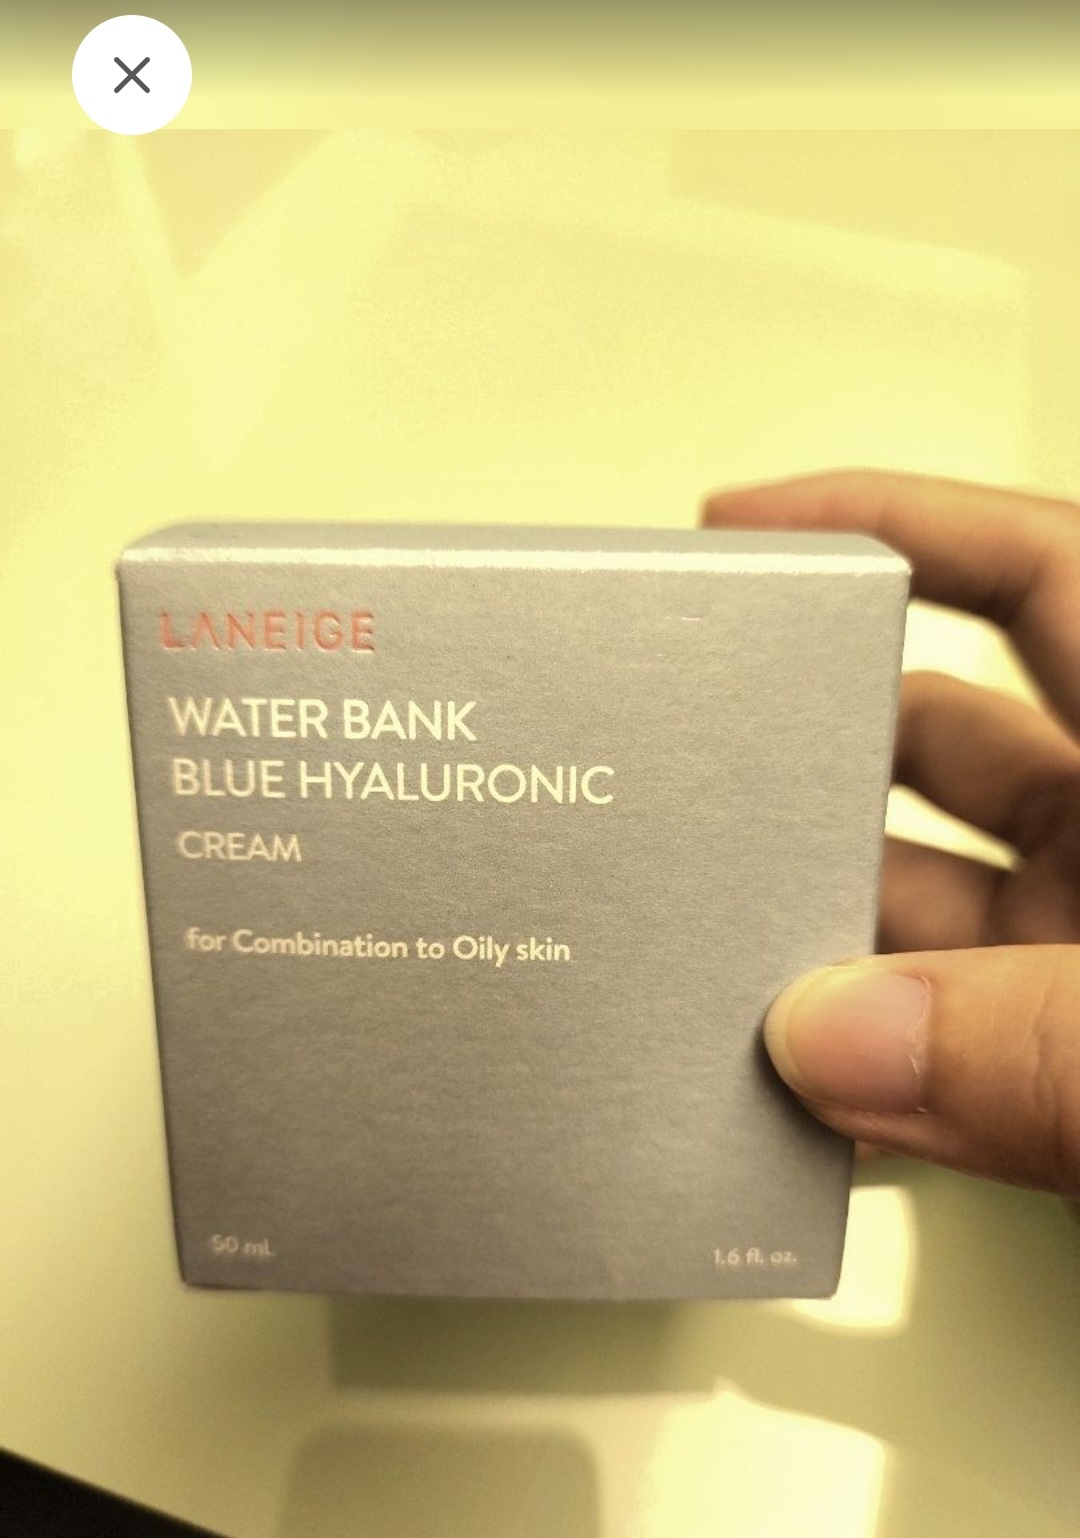 LANEIGE
WATER BANK
BLUE HYALURONIC
CREAM
for Combination to Oily skin
50 mL
1.6 fl. oz.